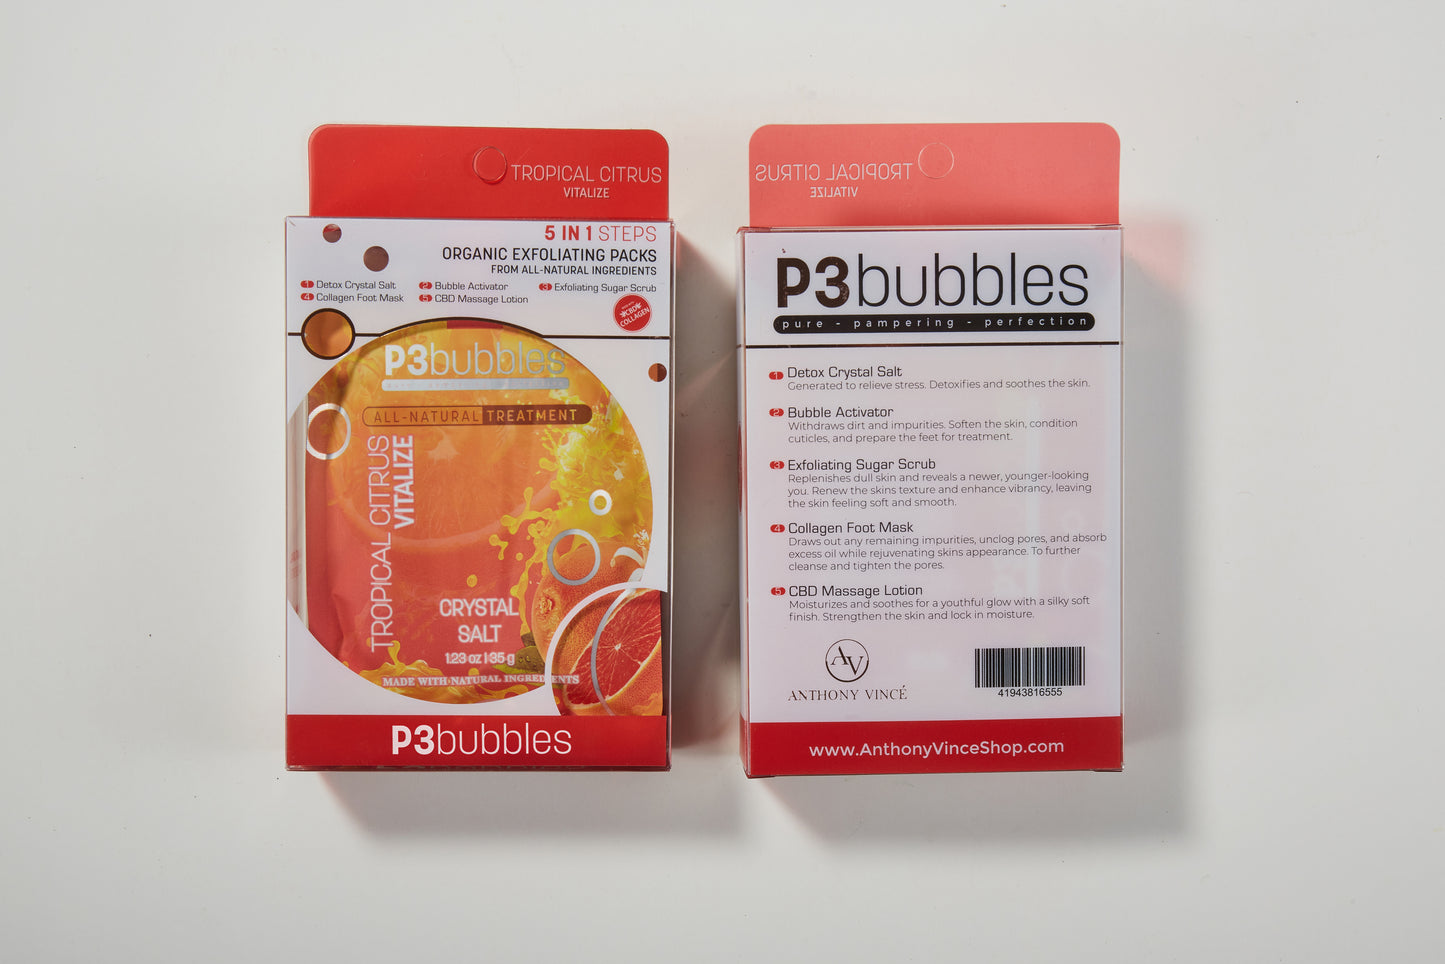 TROPICAL CITRUS
VITALIZE
5 IN 1 STEPS
ORGANIC EXFOLIATING PACKS
FROM ALL-NATURAL INGREDIENTS
1 Detox Crystal Salt 2 Bubble Activator 3 Exfoliating Sugar Scrub
4 Collagen Foot Mask 5 CBD Massage Lotion
CBD
COLLAGEN
P3bubbles
ALL-NATURAL TREATMENT
TROPICAL CITRUS
VITALIZE
CRYSTAL
SALT
1.23 oz | 35 g
MADE WITH NATURAL INGREDIENTS
P3bubbles
TROPICAL CITRUS
VITALIZE
P3bubbles
pure - pampering - perfection
1 Detox Crystal Salt
Generated to relieve stress. Detoxifies and soothes the skin.
2 Bubble Activator
Withdraws dirt and impurities. Soften the skin, condition
cuticles, and prepare the feet for treatment.
3 Exfoliating Sugar Scrub
Replenishes dull skin and reveals a newer, younger-looking
you. Renew the skins texture and enhance vibrancy, leaving
the skin feeling soft and smooth.
4 Collagen Foot Mask
Draws out any remaining impurities, unclog pores, and absorb
excess oil while rejuvenating skins appearance. To further
cleanse and tighten the pores.
5 CBD Massage Lotion
Moisturizes and soothes for a youthful glow with a silky soft
finish. Strengthen the skin and lock in moisture.
AV
ANTHONY VINCÉ
41943816555
www.AnthonyVinceShop.com